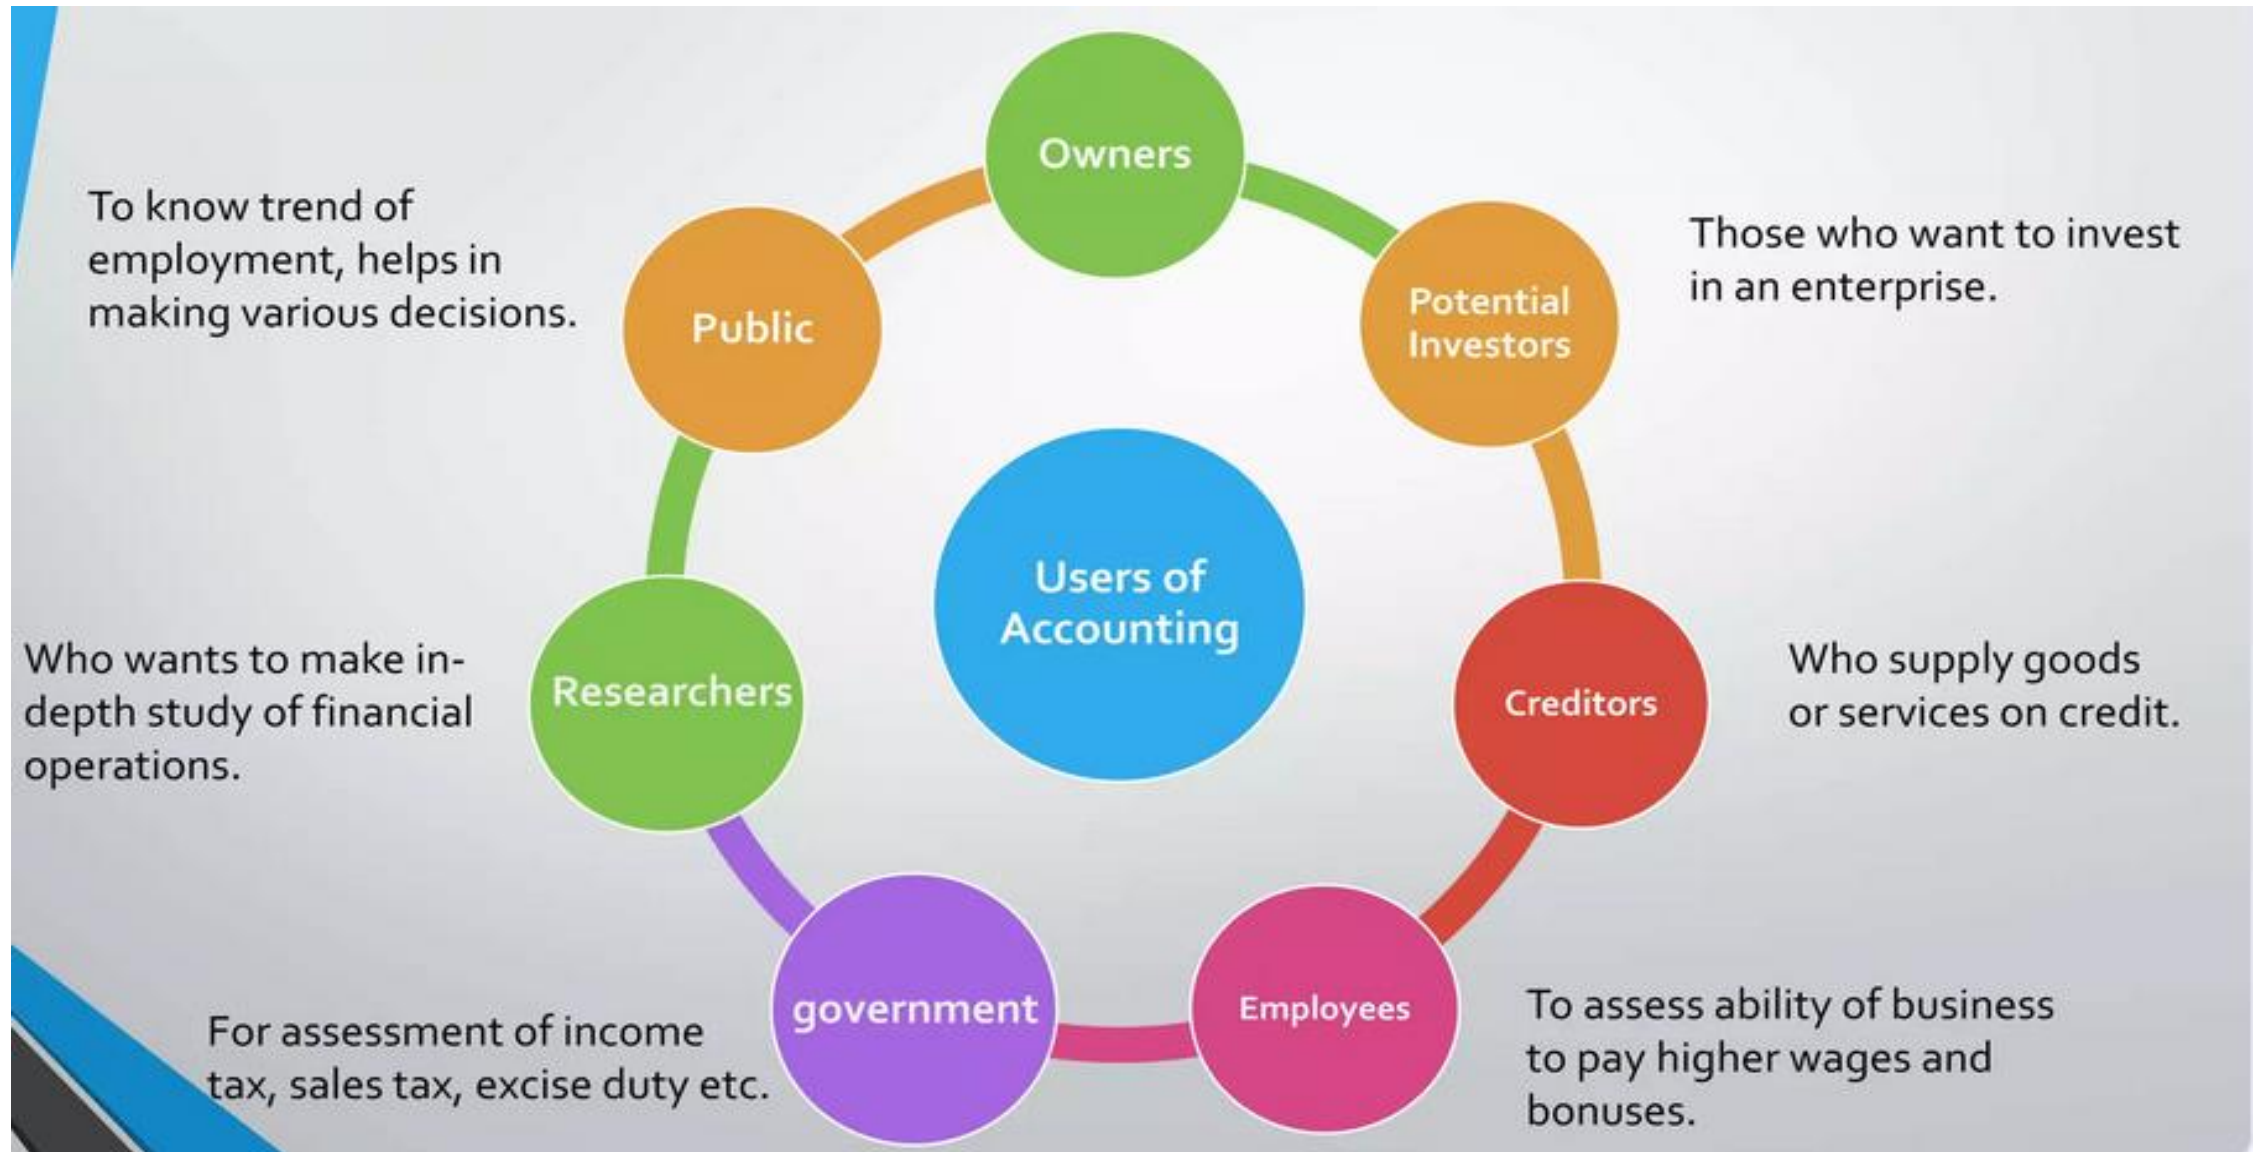 Owners
Potential
Investors
Those who want to invest
in an enterprise.
Creditors
Who supply goods
or services on credit.
Employees
To assess ability of business
to pay higher wages and
bonuses.
government
For assessment of income
tax, sales tax, excise duty etc.
Researchers
Who wants to make in-
depth study of financial
operations.
Public
To know trend of
employment, helps in
making various decisions.
Users of
Accounting